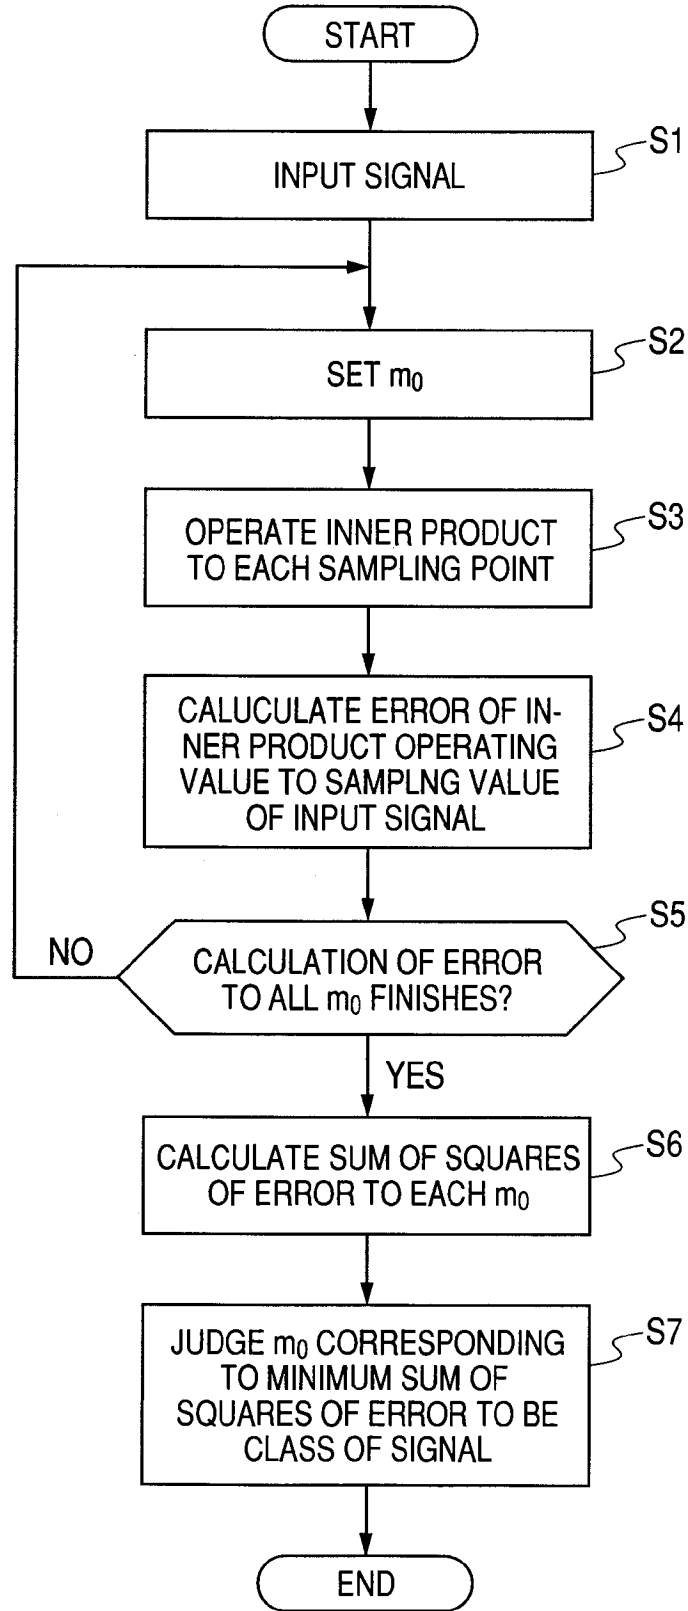 START
INPUT SIGNAL
S1
SET m₀
S2
OPERATE INNER PRODUCT
TO EACH SAMPLING POINT
S3
CALUCULATE ERROR OF IN-
NER PRODUCT OPERATING
VALUE TO SAMPLNG VALUE
OF INPUT SIGNAL
S4
CALCULATION OF ERROR
TO ALL m₀ FINISHES?
S5
NO
YES
CALCULATE SUM OF SQUARES
OF ERROR TO EACH m₀
S6
JUDGE m₀ CORRESPONDING
TO MINIMUM SUM OF
SQUARES OF ERROR TO BE
CLASS OF SIGNAL
S7
END